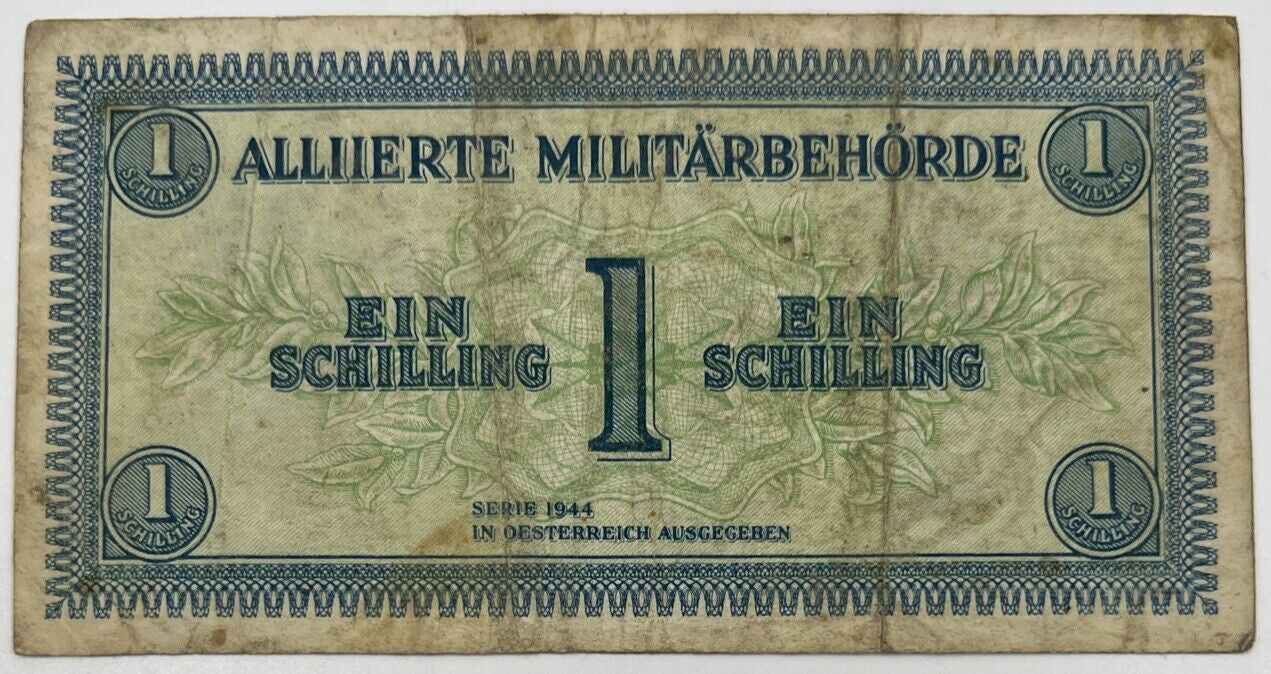 1
SCHILLING
ALLIIERTE MILITÄRBEHÖRDE
1
SCHILLING
EIN
SCHILLING
1
EIN
SCHILLING
1
SCHILLING
SERIE 1944
IN OESTERREICH AUSGEGEBEN
1
SCHILLING